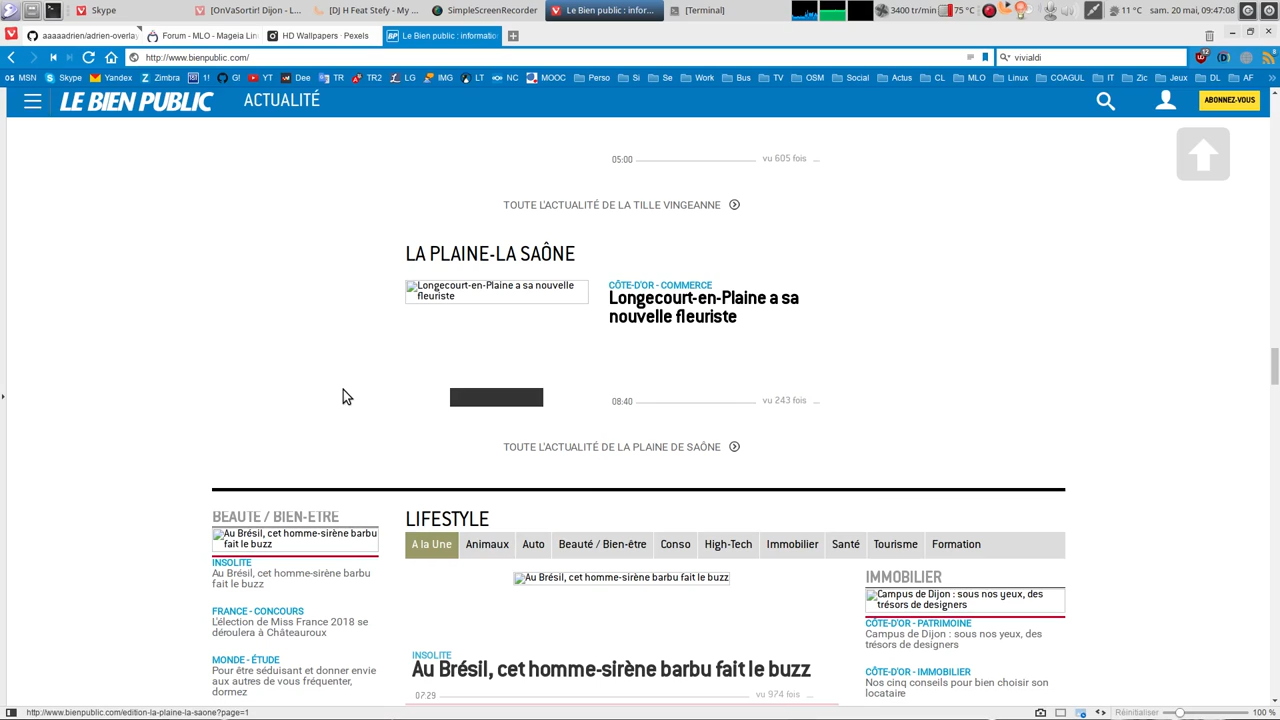 Skype
[OnVaSortir! Dijon - L...
[DJ H Feat Stefy - My ...
SimpleScreenRecorder
Le Bien public : infor...
[Terminal]
3400 tr/min
75 °C
11 °C
sam. 20 mai, 09:47:08
aaaaadrien/adrien-overla
Forum - MLO - Mageia Lin
HD Wallpapers · Pexels
BP Le Bien public : informatio
http://www.bienpublic.com/
12
vivialdi
MSN Skype Yandex Zimbra 1! G! YT Dee TR TR2 LG IMG LT NC MOOC Perso Si Se Work Bus TV OSM Social Actus CL MLO Linux COAGUL IT Zic Jeux DL AF
LE BIEN PUBLIC
ACTUALITÉ
ABONNEZ-VOUS
05:00
vu 605 fois
...
TOUTE L'ACTUALITÉ DE LA TILLE VINGEANNE
LA PLAINE-LA SAÔNE
Longecourt-en-Plaine a sa nouvelle
fleuriste
CÔTE-D'OR - COMMERCE
Longecourt-en-Plaine a sa
nouvelle fleuriste
08:40
vu 243 fois
...
TOUTE L'ACTUALITÉ DE LA PLAINE DE SAÔNE
BEAUTÉ / BIEN-ÊTRE
Au Brésil, cet homme-sirène barbu
fait le buzz
INSOLITE
Au Brésil, cet homme-sirène barbu
fait le buzz
FRANCE - CONCOURS
L'élection de Miss France 2018 se
déroulera à Châteauroux
MONDE - ÉTUDE
Pour être séduisant et donner envie
aux autres de vous fréquenter,
dormez
LIFESTYLE
A la Une Animaux Auto Beauté / Bien-être Conso High-Tech Immobilier Santé Tourisme Formation
Au Brésil, cet homme-sirène barbu fait le buzz
INSOLITE
Au Brésil, cet homme-sirène barbu fait le buzz
07:29
vu 974 fois
...
IMMOBILIER
Campus de Dijon : sous nos yeux, des
trésors de designers
CÔTE-D'OR - PATRIMOINE
Campus de Dijon : sous nos yeux, des
trésors de designers
CÔTE-D'OR - IMMOBILIER
Nos cinq conseils pour bien choisir son
locataire
http://www.bienpublic.com/edition-la-plaine-la-saone?page=1
Réinitialiser
100 %